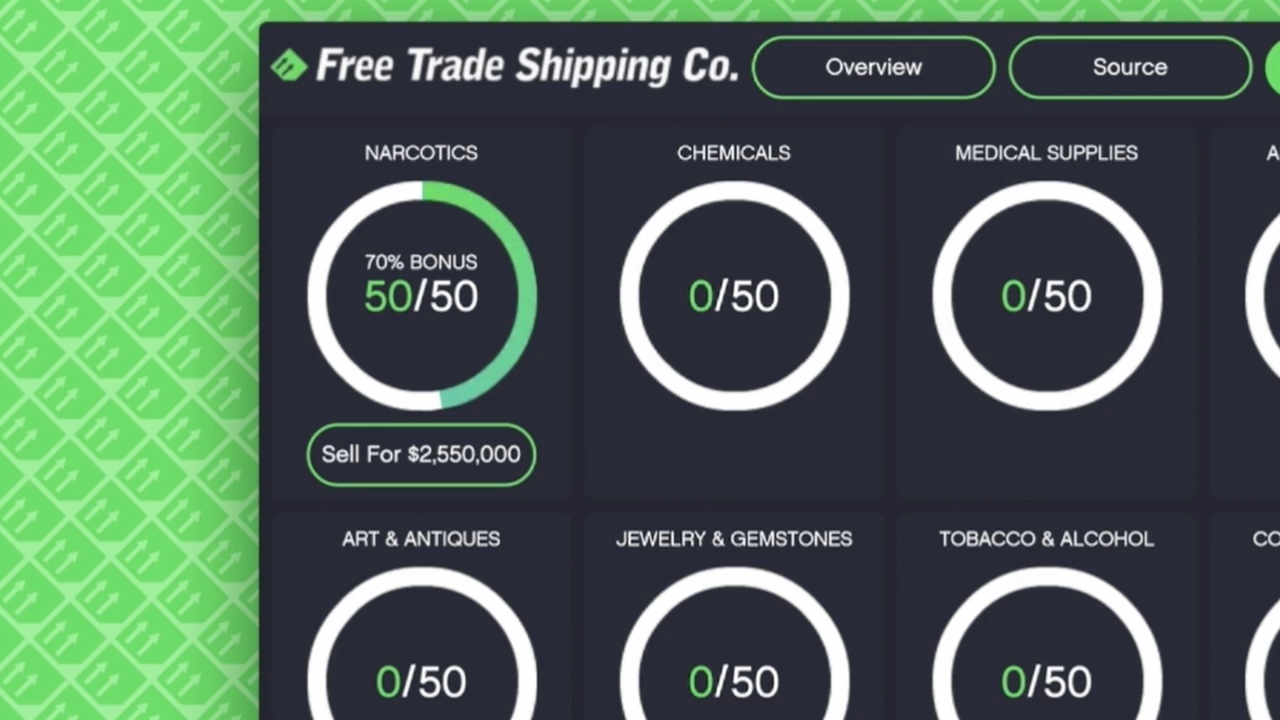 Free Trade Shipping Co.
Overview
Source
NARCOTICS
CHEMICALS
MEDICAL SUPPLIES
A
70% BONUS
50/50
0/50
0/50
Sell For $2,550,000
ART & ANTIQUES
JEWELRY & GEMSTONES
TOBACCO & ALCOHOL
CO
0/50
0/50
0/50